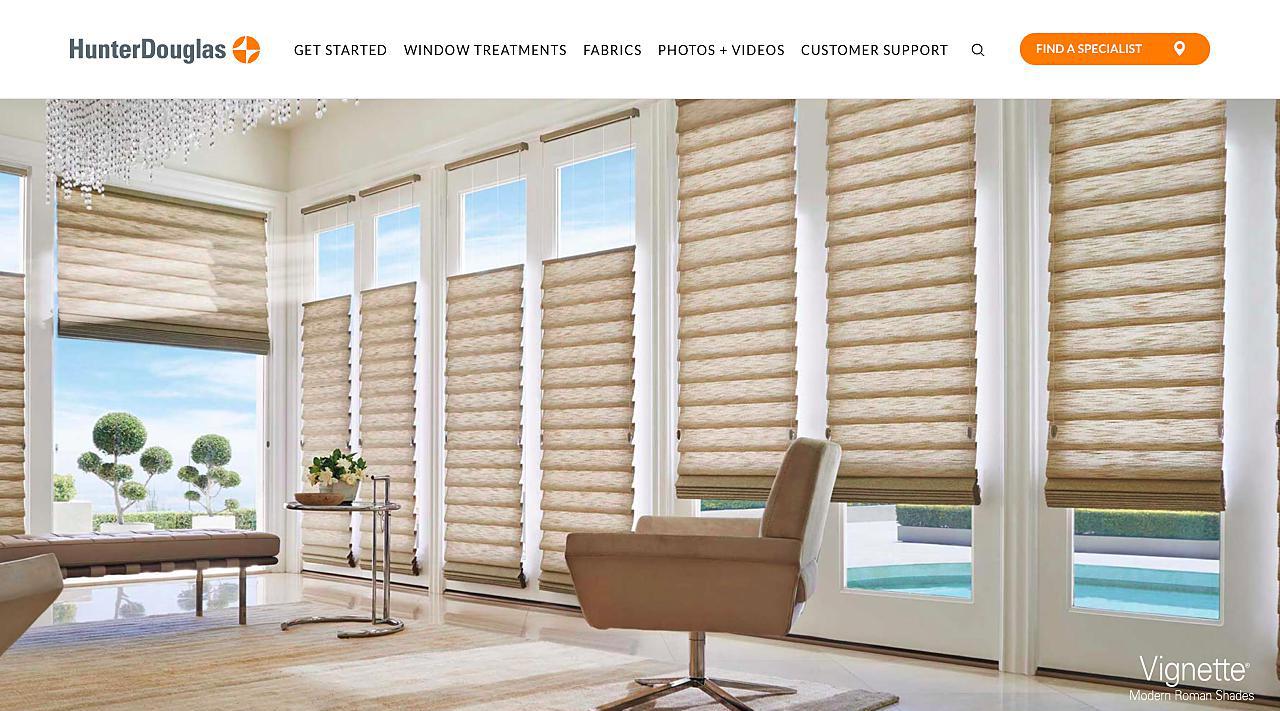 HunterDouglas
GET STARTED
WINDOW TREATMENTS
FABRICS
PHOTOS + VIDEOS
CUSTOMER SUPPORT
FIND A SPECIALIST
Vignette®
Modern Roman Shades